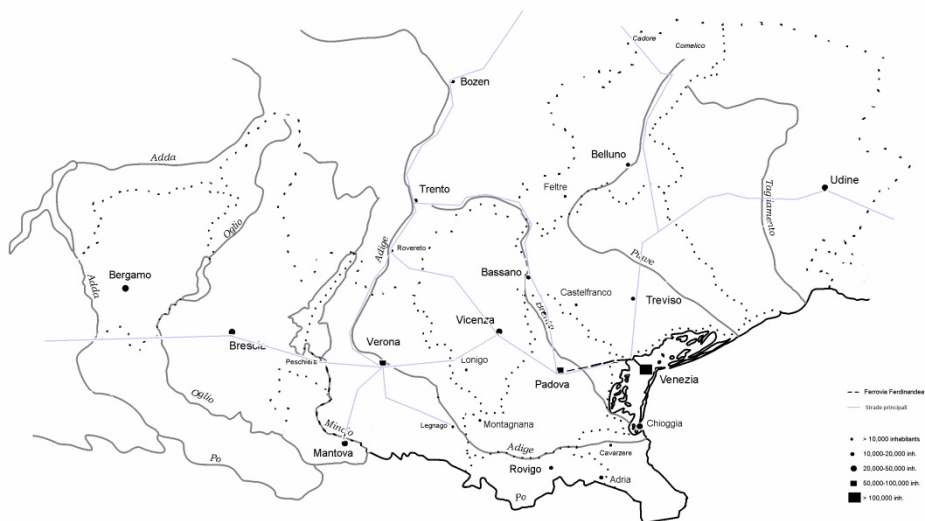 Cadore
Comelico
Bozen
Adda
Belluno
Udine
Feltre
Trento
Tagiamento
Oglio
Adige
Rovereto
Piave
Bergamo
Adda
Bassano
Castelfranco
Treviso
Brenta
Vicenza
Brescia
Verona
Peschiera
Lonigo
Padova
Venezia
Ferrovia Ferdinandea
Strade principali
Oglio
Mincio
Legnago
Montagnana
Chioggia
> 10,000 inhabitants
Mantova
Adige
Cavarzere
10,000-20,000 inh.
Po
Rovigo
20,000-50,000 inh.
Adria
50,000-100,000 inh.
Po
> 100,000 inh.